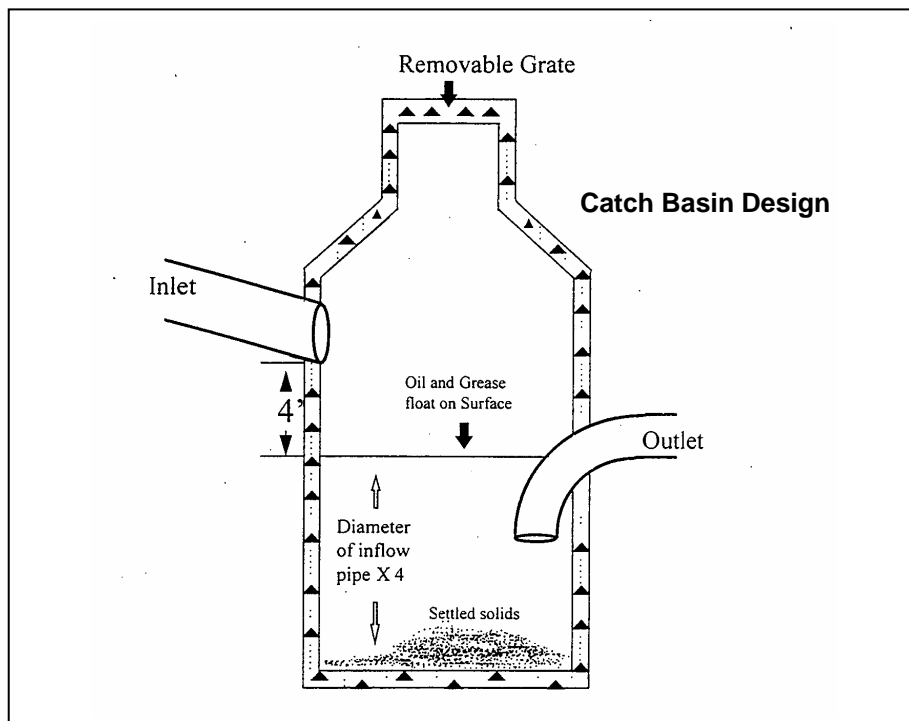 Removable Grate
Catch Basin Design
Inlet
4'
Oil and Grease
float on Surface
Outlet
Diameter
of inflow
pipe X 4
Settled solids